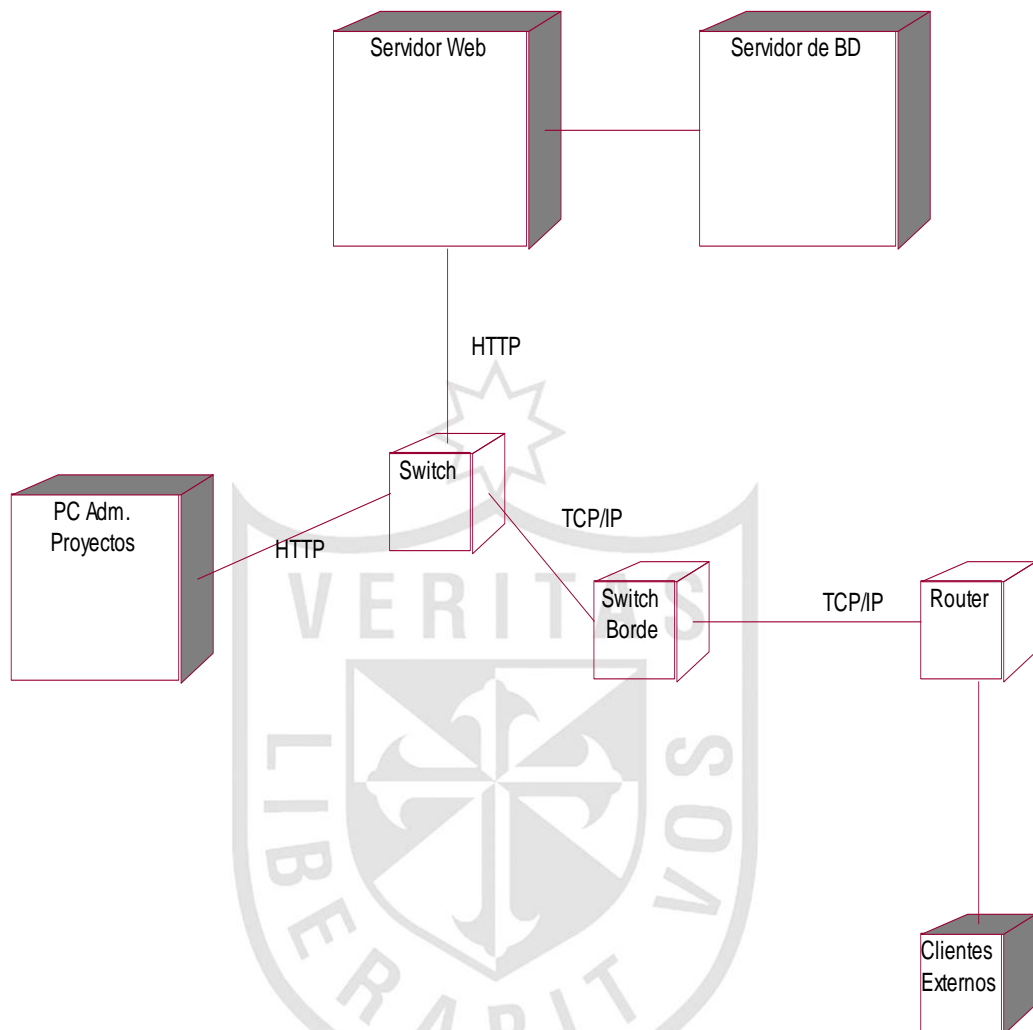 Servidor Web
Servidor de BD
HTTP
Switch
PC Adm.
Proyectos
HTTP
TCP/IP
Switch
Borde
TCP/IP
Router
Clientes
Externos
VERITAS
LIBERABIT VOS